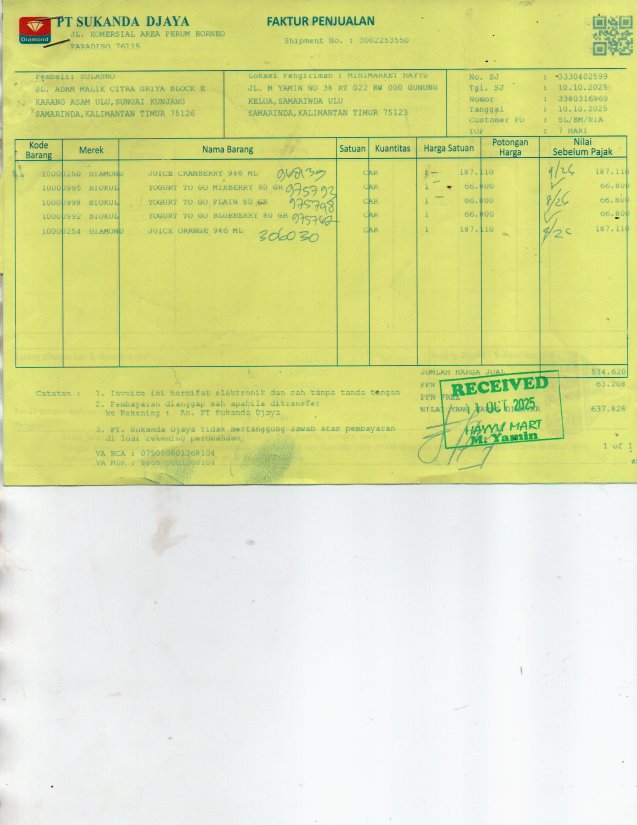 PT SUKANDA DJAYA
Diamond
JL. KOMERSIAL AREA PERUM BORNEO
PARADISO 76115
FAKTUR PENJUALAN
Shipment No. : 3002253550
Pembeli: SULASNO
JL. ADAM MALIK CITRA GRIYA BLOCK E
KARANG ASAM ULU,SUNGAI KUNJANG
SAMARINDA,KALIMANTAN TIMUR 75126
Lokasi Pengiriman : MINIMARKET HAYYU
JL. M YAMIN NO 38 RT 022 RW 000 GUNUNG
KELUA,SAMARINDA ULU
SAMARINDA,KALIMANTAN TIMUR 75123
No. SJ : 3330402599
Tgl. SJ : 10.10.2025
Nomor : 3380316969
Tanggal : 10.10.2025
Customer PO : SL/EM/NIA
TOP : 7 HARI
Kode Barang Merek Nama Barang Satuan Kuantitas Harga Satuan Potongan Harga Nilai Sebelum Pajak
10000250 DIAMOND JUICE CRANBERRY 946 ML CAR 1 187.110 187.110
10000995 BIOKUL YOGURT TO GO MIXBERRY 80 GR 975792 CAR 1 66.800 66.800
10000998 BIOKUL YOGURT TO GO PLAIN 80 GR 975798 CAR 1 66.800 66.800
10000992 BIOKUL YOGURT TO GO BLUEBERRY 80 GR CAR 1 66.800 66.800
10000254 DIAMOND JUICE ORANGE 946 ML 306030 CAR 1 187.110 187.110
JUMLAH HARGA JUAL 574.620
PPN 63.208
PPN FREE
NILAI YANG HARUS DIBAYAR 637.828
Catatan : 1. Invoice ini bersifat elektronik dan sah tanpa tanda tangan
2. Pembayaran dianggap sah apabila ditransfer
ke Rekening : An. PT Sukanda Djaya
3. PT. Sukanda Djaya Tidak Bertanggung Jawab atas pembayaran
di luar rekening perusahaan
VA BCA : 075060601368104
RECEIVED
OCT 2025
HAYYU MART
M. Yamin
1 of 1